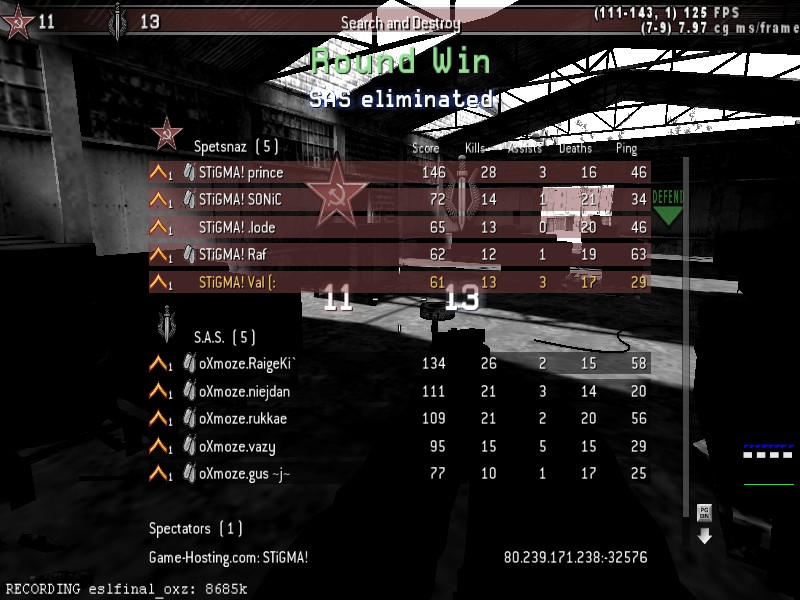 11 13 Search and Destroy (111-143, 1) 125 FPS
(7-9) 7.97 cg ms/frame
Round Win
SAS eliminated
Spetsnaz ( 5 ) Score Kills Assists Deaths Ping
1 STiGMA! prince 146 28 3 16 46
1 STiGMA! SONiC 72 14 1 21 34
DEFEND
1 STiGMA! .lode 65 13 0 20 46
1 STiGMA! Raf 62 12 1 19 63
1 STiGMA! Val (: 61 13 3 17 29
11 13
S.A.S. ( 5 )
1 oXmoze.RaigeKi` 134 26 2 15 58
1 oXmoze.niejdan 111 21 3 14 20
1 oXmoze.rukkae 109 21 2 20 56
1 oXmoze.vazy 95 15 5 15 29
1 oXmoze.gus ~j~ 77 10 1 17 25
PG
DN
Spectators ( 1 )
Game-Hosting.com: STiGMA! 80.239.171.238:-32576
RECORDING eslfinal_oxz: 8685k